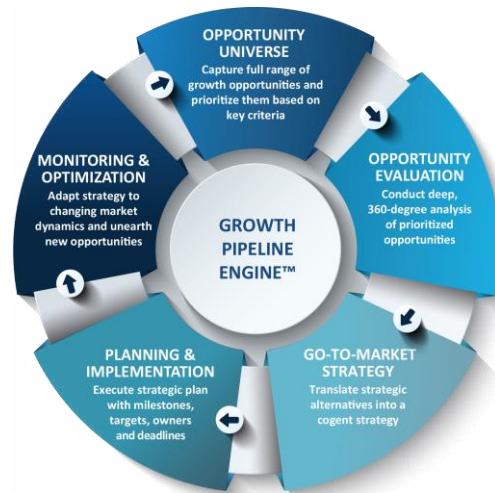 OPPORTUNITY
UNIVERSE
Capture full range of
growth opportunities and
prioritize them based on
key criteria
OPPORTUNITY
EVALUATION
Conduct deep,
360-degree analysis
of prioritized
opportunities
GO-TO-MARKET
STRATEGY
Translate strategic
alternatives into a
cogent strategy
PLANNING &
IMPLEMENTATION
Execute strategic plan
with milestones,
targets, owners
and deadlines
MONITORING &
OPTIMIZATION
Adapt strategy to
changing market
dynamics and unearth
new opportunities
GROWTH
PIPELINE
ENGINE™